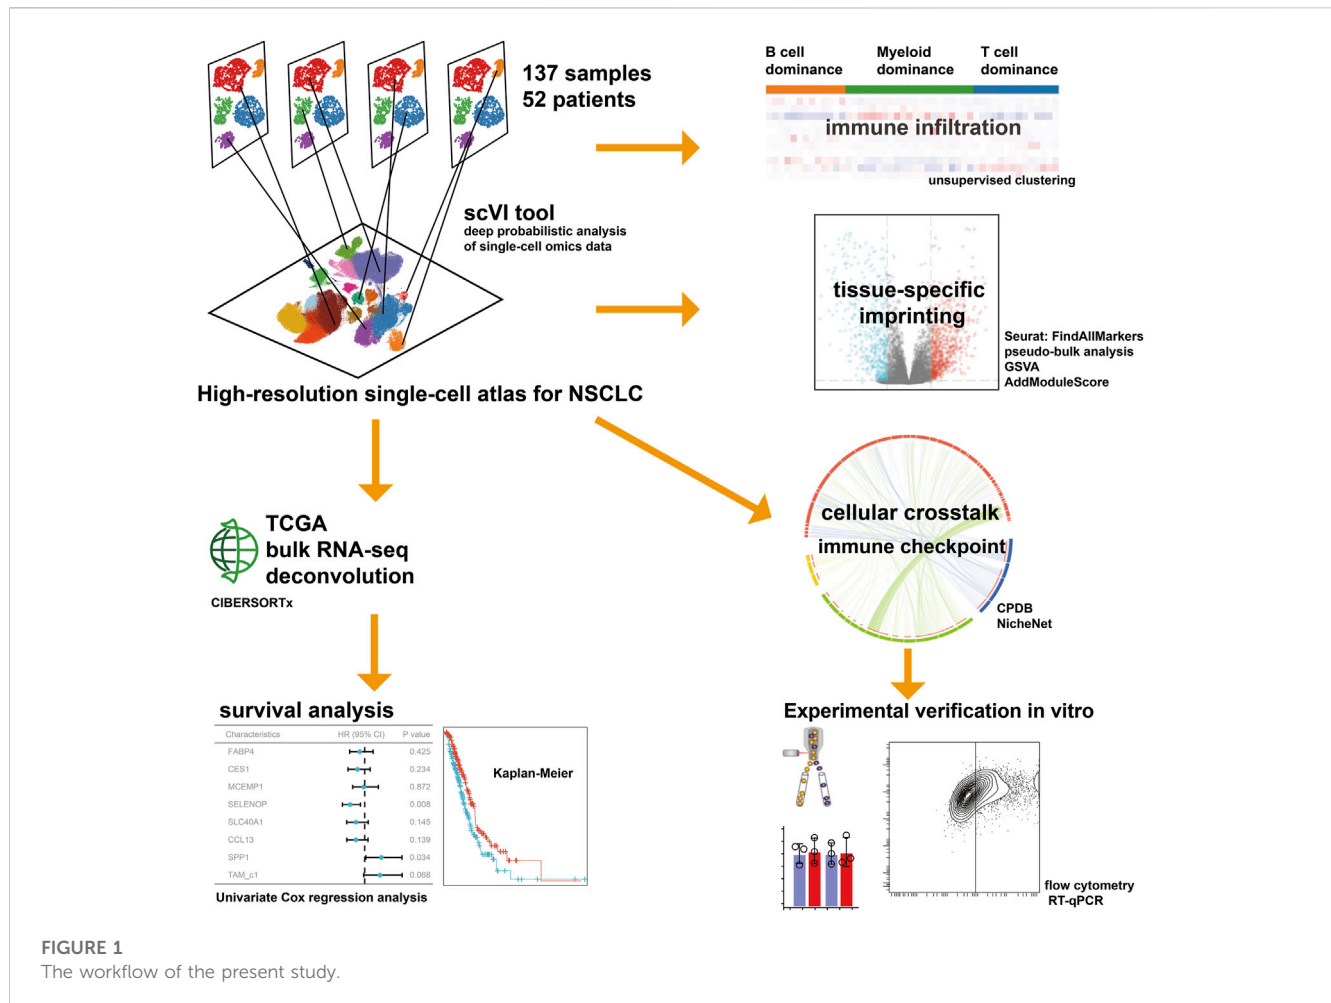 137 samples
52 patients
B cell
dominance
Myeloid
dominance
T cell
dominance
immune infiltration
unsupervised clustering
scVI tool
deep probabilistic analysis
of single-cell omics data
tissue-specific
imprinting
Seurat: FindAllMarkers
pseudo-bulk analysis
GSVA
AddModuleScore
High-resolution single-cell atlas for NSCLC
TCGA
bulk RNA-seq
deconvolution
CIBERSORTx
cellular crosstalk
immune checkpoint
CPDB
NicheNet
survival analysis
Characteristics HR (95% CI) P value
FABP4 0.425
CES1 0.234
MCEMP1 0.872
SELENOP 0.008
SLC40A1 0.145
CCL13 0.139
SPP1 0.034
TAM_c1 0.068
Univariate Cox regression analysis
Kaplan-Meier
Experimental verification in vitro
flow cytometry
RT-qPCR
FIGURE 1
The workflow of the present study.